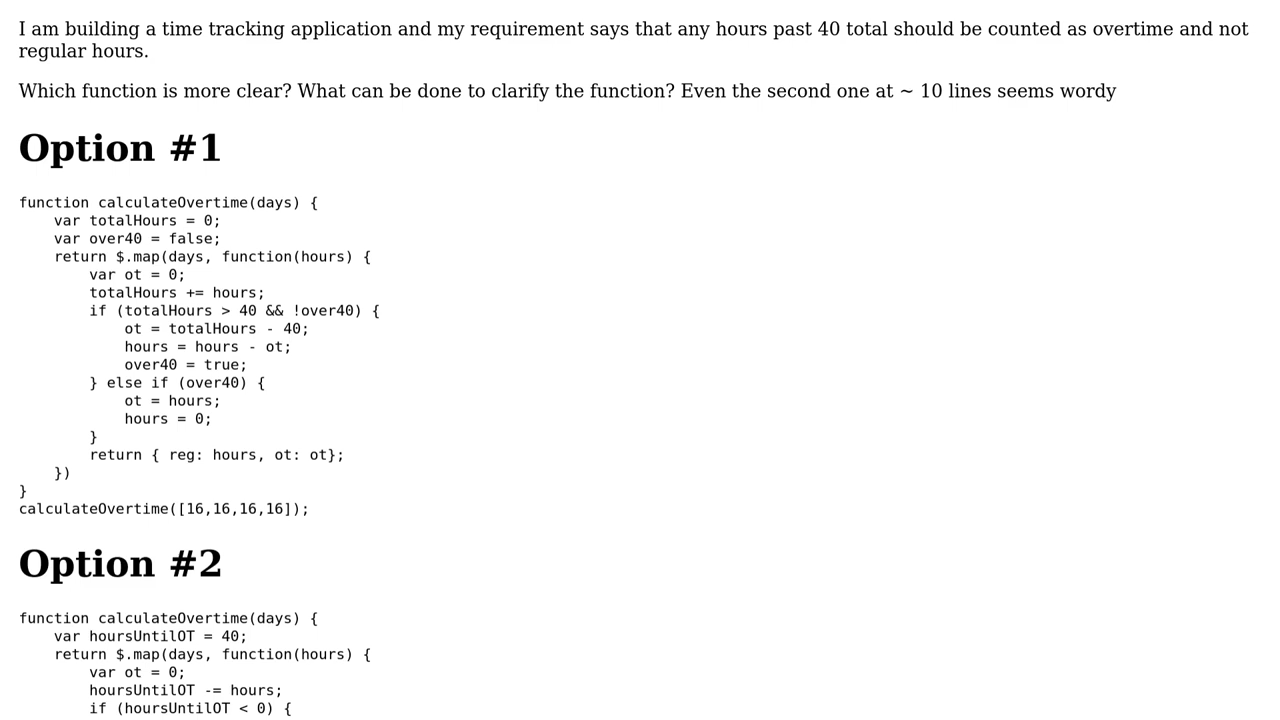 I am building a time tracking application and my requirement says that any hours past 40 total should be counted as overtime and not
regular hours.
Which function is more clear? What can be done to clarify the function? Even the second one at ~ 10 lines seems wordy
Option #1
function calculateOvertime(days) {
    var totalHours = 0;
    var over40 = false;
    return $.map(days, function(hours) {
        var ot = 0;
        totalHours += hours;
        if (totalHours > 40 && !over40) {
            ot = totalHours - 40;
            hours = hours - ot;
            over40 = true;
        } else if (over40) {
            ot = hours;
            hours = 0;
        }
        return { reg: hours, ot: ot};
    })
}
calculateOvertime([16,16,16,16]);
Option #2
function calculateOvertime(days) {
    var hoursUntilOT = 40;
    return $.map(days, function(hours) {
        var ot = 0;
        hoursUntilOT -= hours;
        if (hoursUntilOT < 0) {